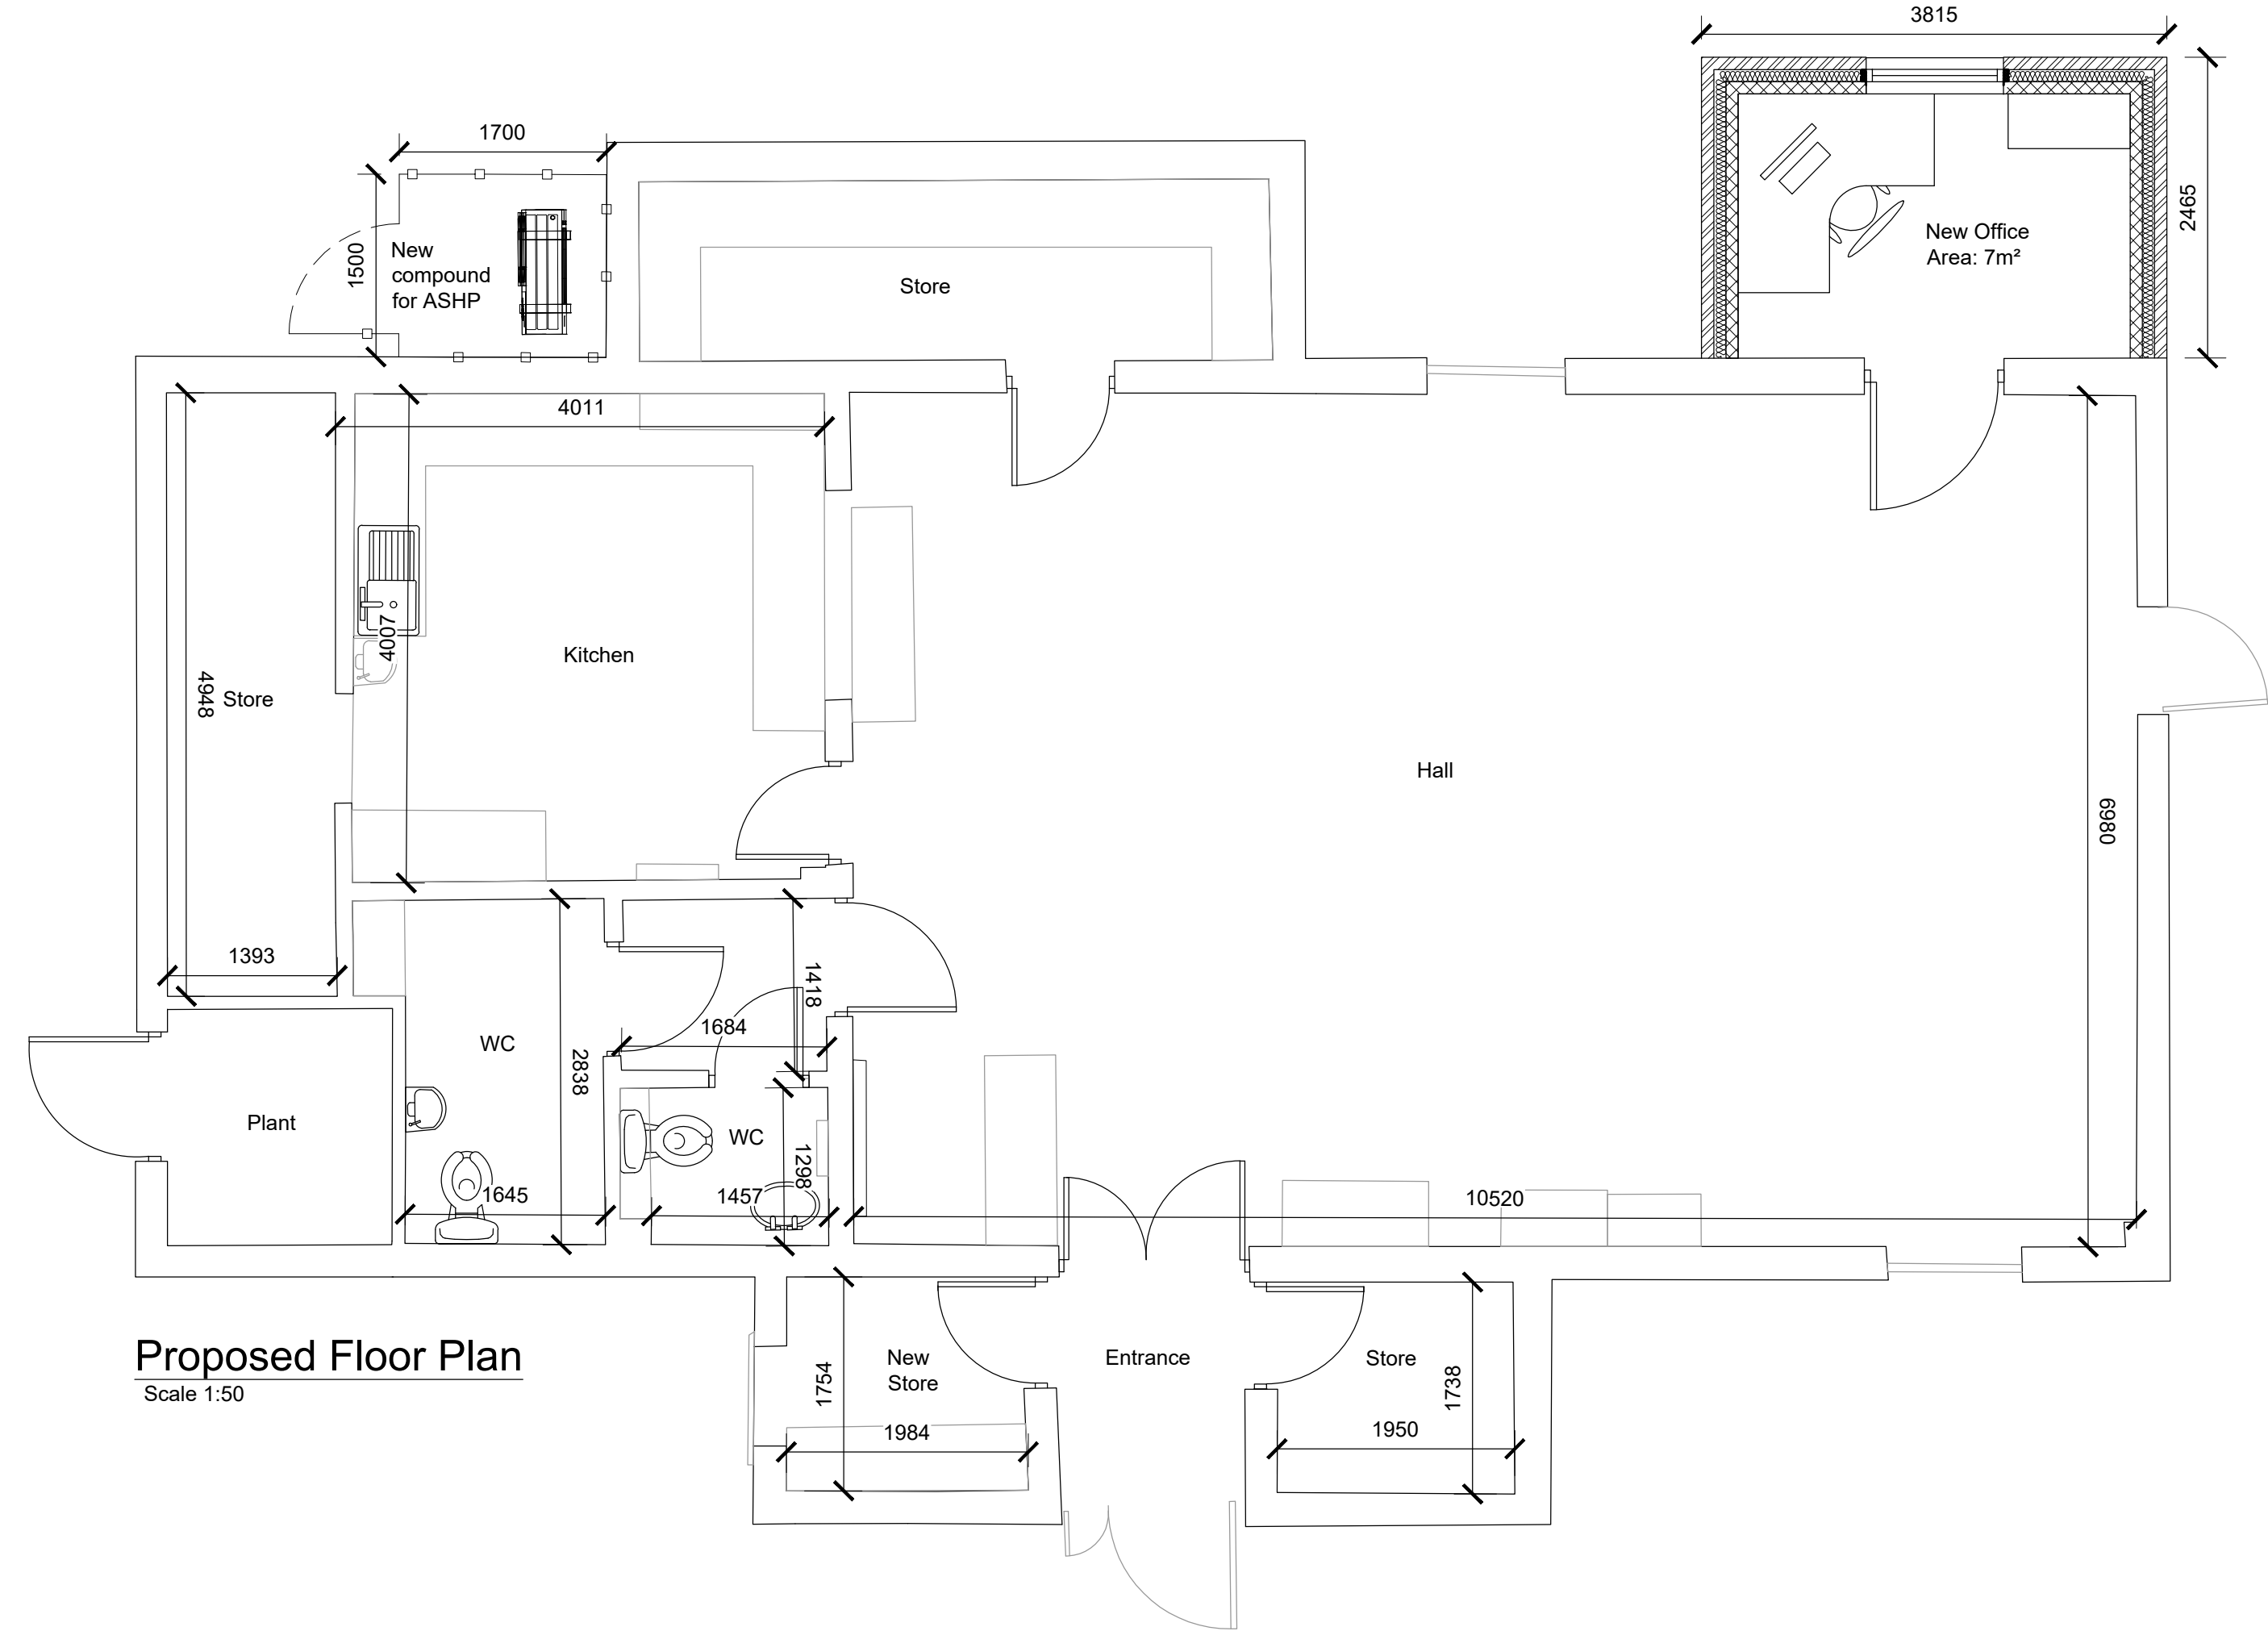 3815
1700
2465
1500
New
compound
for ASHP
Store
New Office
Area: 7m²
4011
4007
Kitchen
4948
Store
Hall
6980
1393
1418
1684
WC
2838
Plant
WC
1298
1645
1457
10520
Proposed Floor Plan
Scale 1:50
New
Store
1754
1984
Entrance
Store
1738
1950